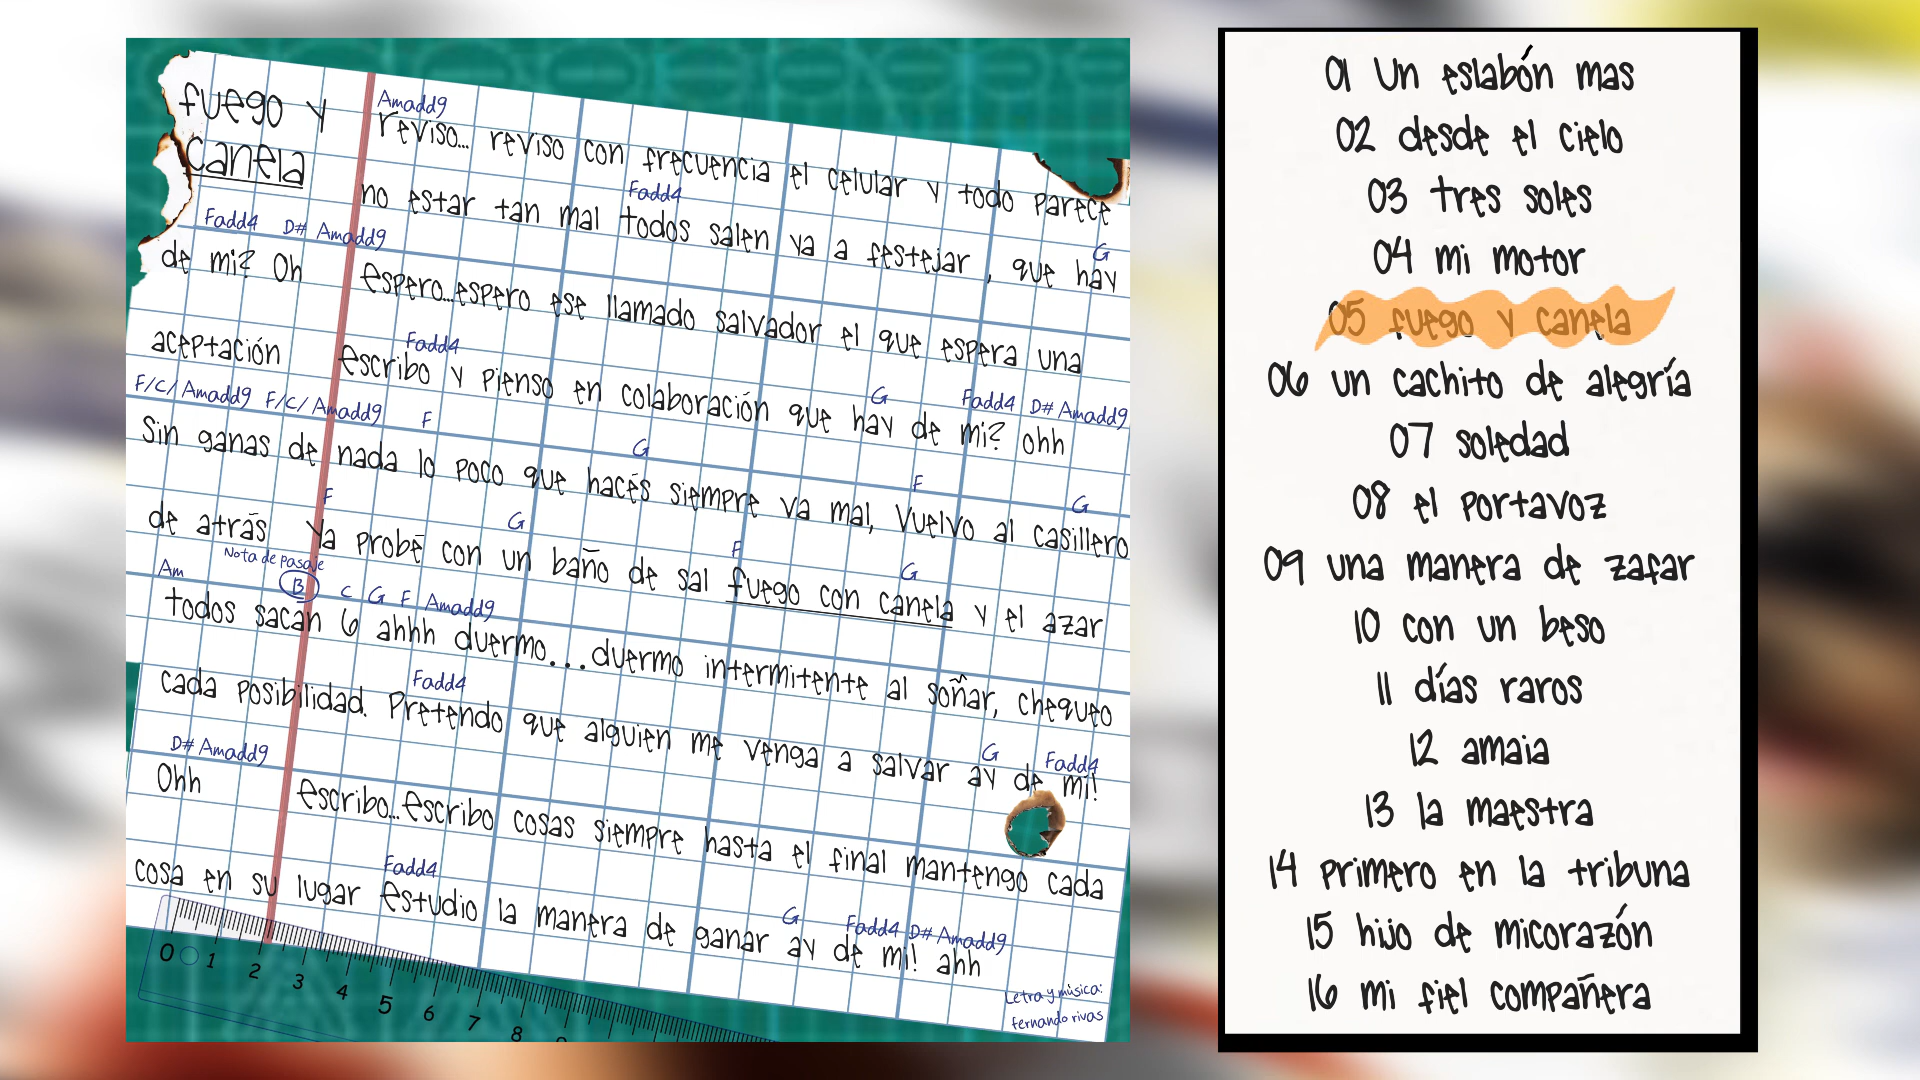 fuego y
canela
Amadd9
reviso... reviso con frecuencia el celular y todo parece
Fadd4
no estar tan mal todos salen ya a festejar, que hay
G
Fadd4 D# Amadd9
de mi? Oh espero...espero ese llamado salvador el que espera una
Fadd4
aceptación escribo y pienso en colaboración que hay de mi? ohh
G Fadd4 D# Amadd9
F/C/ Amadd9 F/C/ Amadd9 F G F G
Sin ganas de nada lo poco que hacés siempre va mal, Vuelvo al casillero
F G F G
de atrás Ya probé con un baño de sal fuego con canela y el azar
Am Nota de pasaje
B C G F Amadd9
todos sacan 6 ahhh duermo...duermo intermitente al soñar, chequeo
Fadd4 G Fadd4
cada posibilidad. Pretendo que alguien me venga a salvar ay de mi!
D# Amadd9
Ohh escribo...escribo cosas siempre hasta el final mantengo cada
Fadd4 G Fadd4 D# Amadd9
cosa en su lugar estudio la manera de ganar ay de mi! ahh
Letra y música:
fernando rivas
0 1 2 3 4 5 6 7 8
01 Un eslabón mas
02 desde el cielo
03 tres soles
04 mi motor
05 fuego y canela
06 un cachito de alegría
07 soledad
08 el portavoz
09 una manera de zafar
10 con un beso
11 días raros
12 amaia
13 la maestra
14 primero en la tribuna
15 hijo de micorazón
16 mi fiel compañera